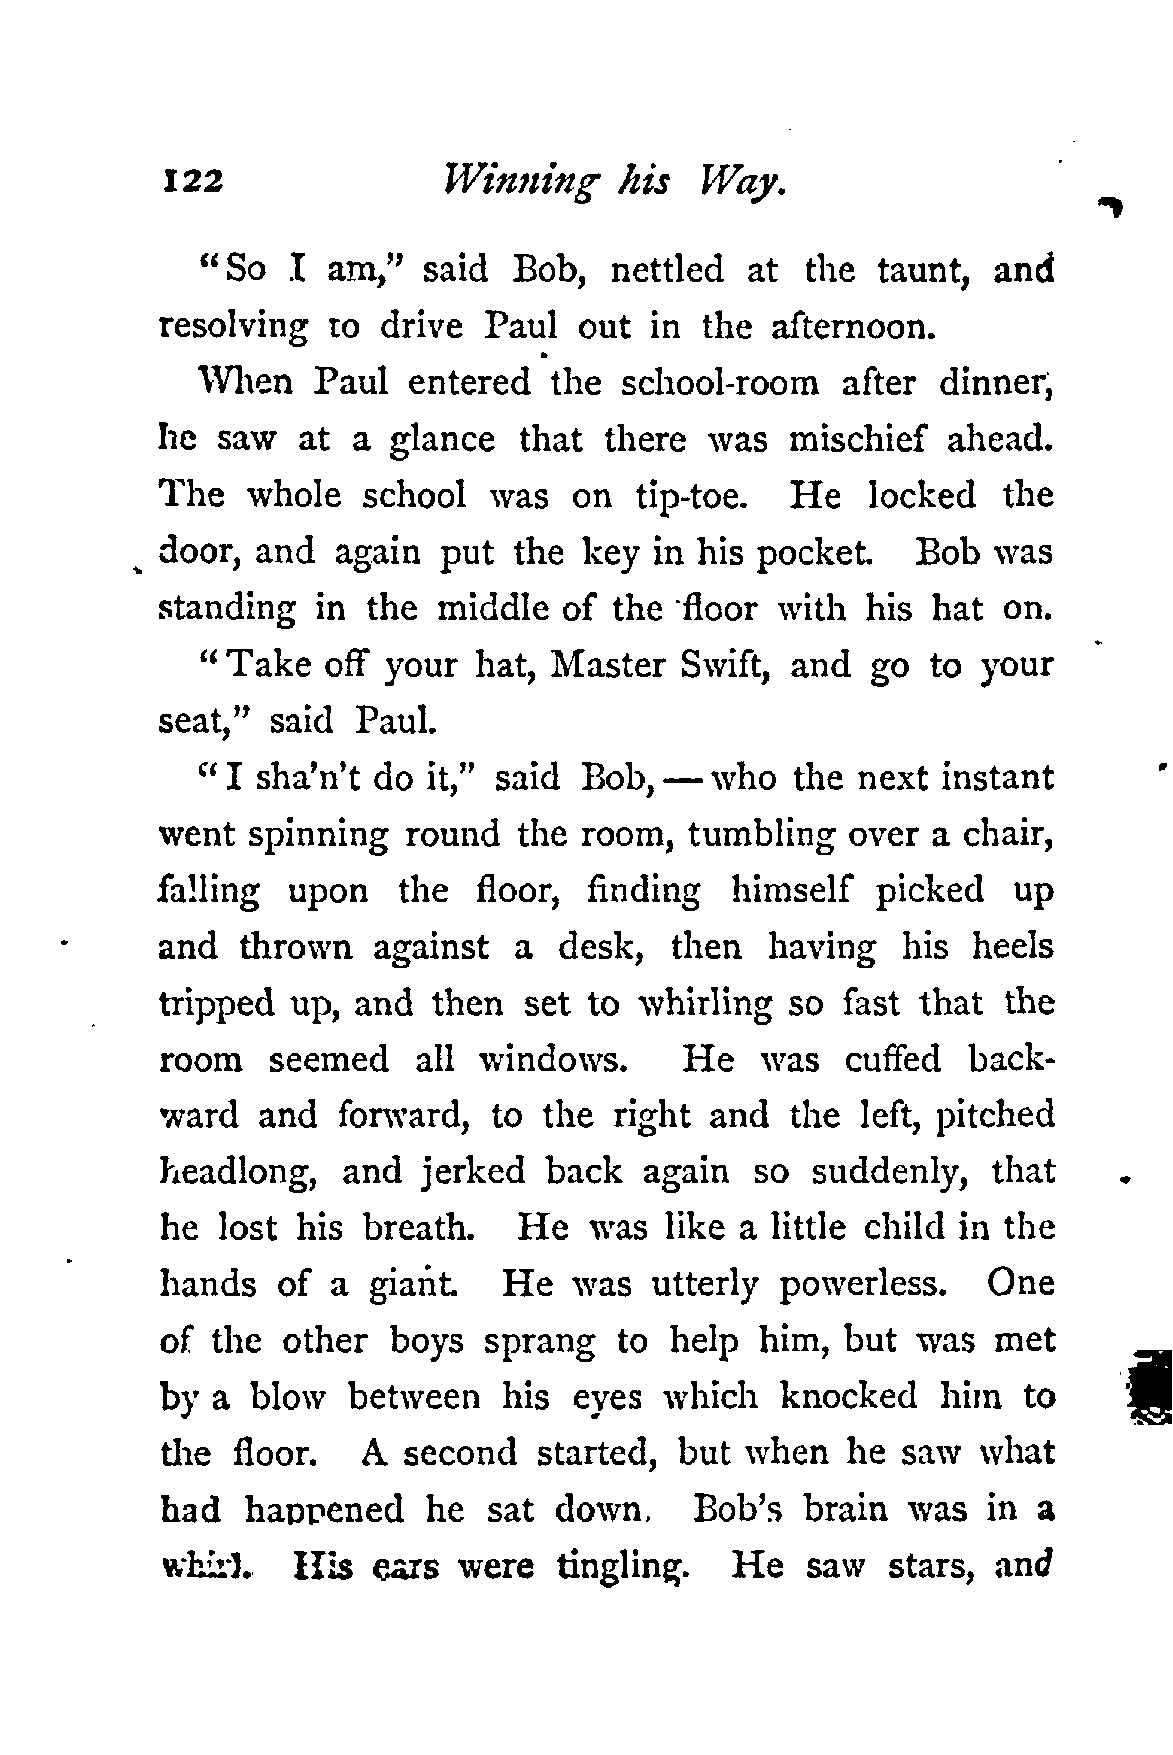 122 Winning his Way.
“So I am,” said Bob, nettled at the taunt, and
resolving to drive Paul out in the afternoon.
When Paul entered the school-room after dinner,
he saw at a glance that there was mischief ahead.
The whole school was on tip-toe. He locked the
door, and again put the key in his pocket. Bob was
standing in the middle of the floor with his hat on.
“Take off your hat, Master Swift, and go to your
seat,” said Paul.
“I sha'n't do it,” said Bob, — who the next instant
went spinning round the room, tumbling over a chair,
falling upon the floor, finding himself picked up
and thrown against a desk, then having his heels
tripped up, and then set to whirling so fast that the
room seemed all windows. He was cuffed back-
ward and forward, to the right and the left, pitched
headlong, and jerked back again so suddenly, that
he lost his breath. He was like a little child in the
hands of a giant. He was utterly powerless. One
of the other boys sprang to help him, but was met
by a blow between his eyes which knocked him to
the floor. A second started, but when he saw what
had happened he sat down. Bob's brain was in a
whirl. His ears were tingling. He saw stars, and